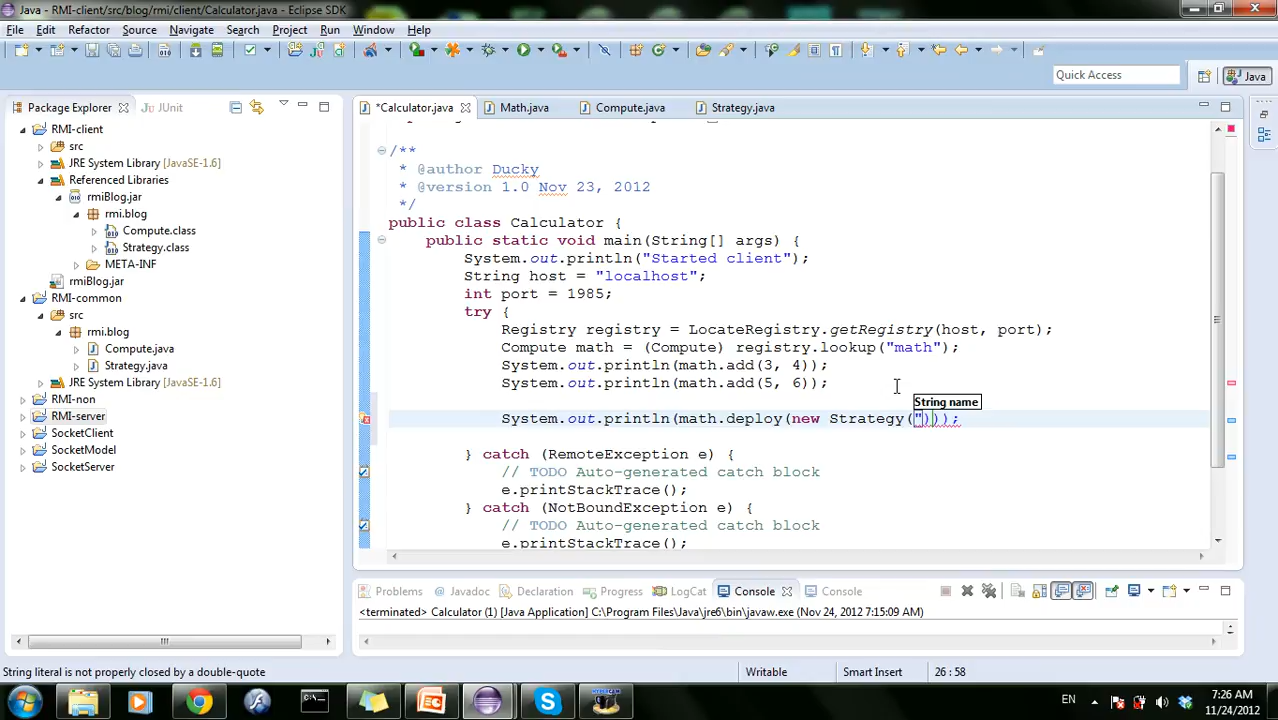 Java - RMI-client/src/blog/rmi/client/Calculator.java - Eclipse SDK
File Edit Refactor Source Navigate Search Project Run Window Help
Quick Access
Java
Package Explorer
JUnit
*Calculator.java
Math.java
Compute.java
Strategy.java
RMI-client
src
JRE System Library [JavaSE-1.6]
Referenced Libraries
rmiBlog.jar
rmi.blog
Compute.class
Strategy.class
META-INF
rmiBlog.jar
RMI-common
src
rmi.blog
Compute.java
Strategy.java
JRE System Library [JavaSE-1.6]
RMI-non
RMI-server
SocketClient
SocketModel
SocketServer
/**
* @author Ducky
* @version 1.0 Nov 23, 2012
*/
public class Calculator {
public static void main(String[] args) {
System.out.println("Started client");
String host = "localhost";
int port = 1985;
try {
Registry registry = LocateRegistry.getRegistry(host, port);
Compute math = (Compute) registry.lookup("math");
System.out.println(math.add(3, 4));
System.out.println(math.add(5, 6));
String name
System.out.println(math.deploy(new Strategy(")));
} catch (RemoteException e) {
// TODO Auto-generated catch block
e.printStackTrace();
} catch (NotBoundException e) {
// TODO Auto-generated catch block
e.printStackTrace();
Problems
Javadoc
Declaration
Progress
LogCat
Console
Console
<terminated> Calculator (1) [Java Application] C:\Program Files\Java\jre6\bin\javaw.exe (Nov 24, 2012 7:15:09 AM)
String literal is not properly closed by a double-quote
Writable
Smart Insert
26 : 58
EN
7:26 AM
11/24/2012